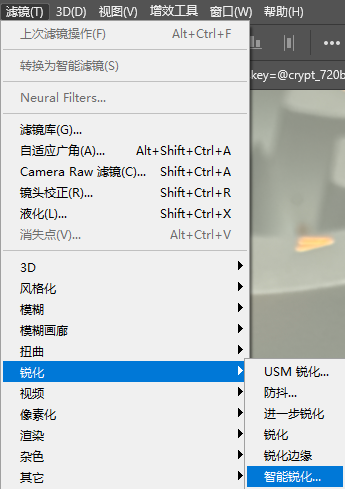 滤镜(T) 3D(D) 视图(V) 增效工具 窗口(W) 帮助(H)
上次滤镜操作(F) Alt+Ctrl+F
转换为智能滤镜(S)
key=@crypt_720b
Neural Filters...
滤镜库(G)...
自适应广角(A)... Alt+Shift+Ctrl+A
Camera Raw 滤镜(C)... Shift+Ctrl+A
镜头校正(R)... Shift+Ctrl+R
液化(L)... Shift+Ctrl+X
消失点(V)... Alt+Ctrl+V
3D
风格化
模糊
模糊画廊
扭曲
锐化
USM 锐化...
视频
防抖...
像素化
进一步锐化
渲染
锐化
杂色
锐化边缘
其它
智能锐化...